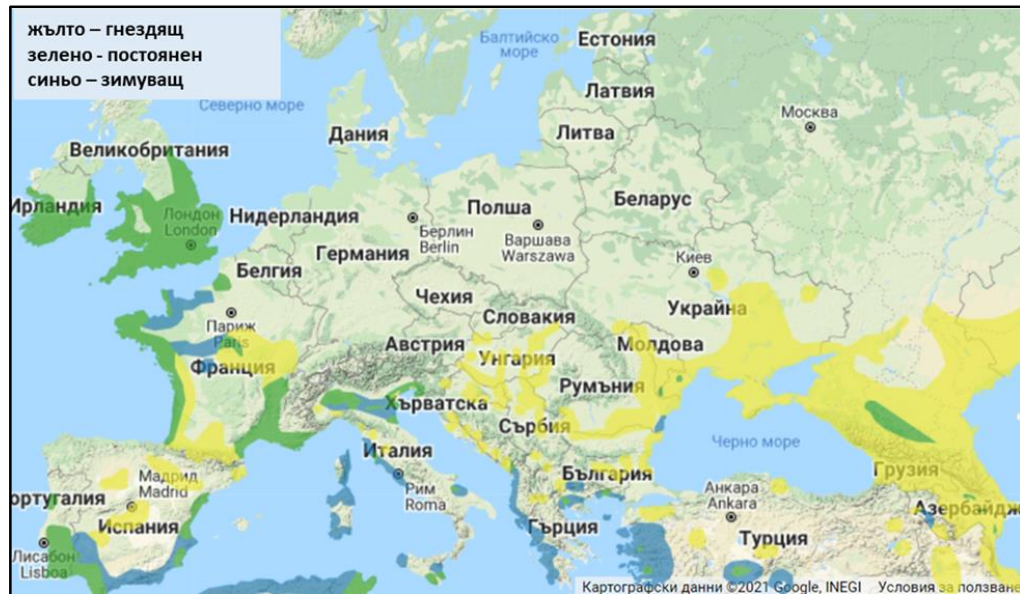 жълто – гнездящ
зелено - постоянен
синьо – зимуващ
Балтийско
море
Естония
Латвия
Северно море
Москва
Дания
Литва
Великобритания
Беларус
Ирландия
Лондон
London
Нидерландия
Полша
Берлин
Berlin
Варшава
Warszawa
Германия
Белгия
Киев
Чехия
Украйна
Словакия
Париж
Paris
Австрия
Унгария
Молдова
Франция
Румъния
Хърватска
Сърбия
Италия
Черно море
България
Грузия
Мадрид
Madrid
Рим
Roma
ортугалия
Анкара
Ankara
Азербайдж
Испания
Гърция
Турция
Лисабон
Lisboa
Картографски данни ©2021 Google, INEGI Условия за ползване